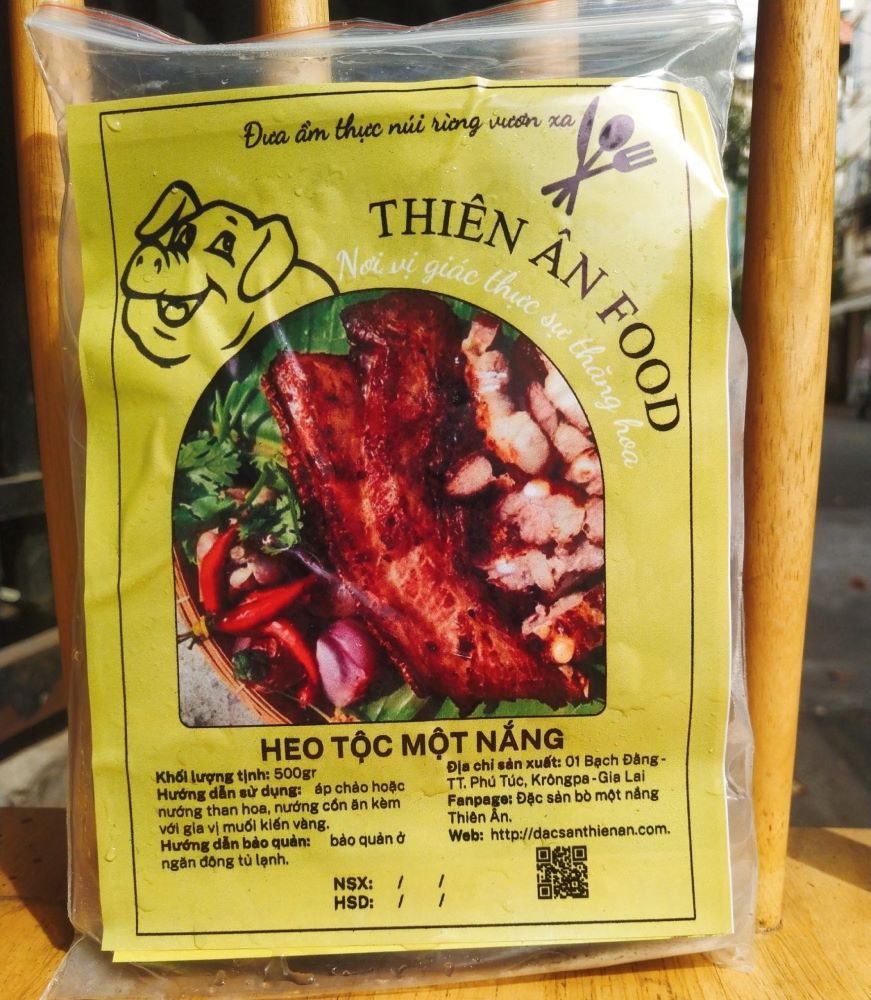 Đưa ẩm thực núi rừng vươn xa
THIÊN ÂN FOOD
Nơi vị giác thực sự thăng hoa
HEO TỘC MỘT NẮNG
Khối lượng tịnh: 500gr
Hướng dẫn sử dụng: áp chảo hoặc
nướng than hoa, nướng cồn ăn kèm
với gia vị muối kiến vàng.
Hướng dẫn bảo quản: bảo quản ở
ngăn đông tủ lạnh.
Địa chỉ sản xuất: 01 Bạch Đằng -
TT. Phú Túc, Krôngpa - Gia Lai
Fanpage: Đặc sản bò một nắng
Thiên Ân.
Web: http://dacsanthienan.com.
NSX: / /
HSD: / /